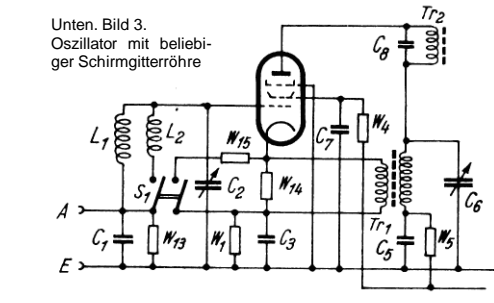 Unten. Bild 3.
Oszillator mit beliebi-
ger Schirmgitterröhre
Tr2
C8
L1
L2
W15
C7
W4
S1
C2
W14
C6
A
Tr1
C1
W13
W1
C3
C5
W5
E